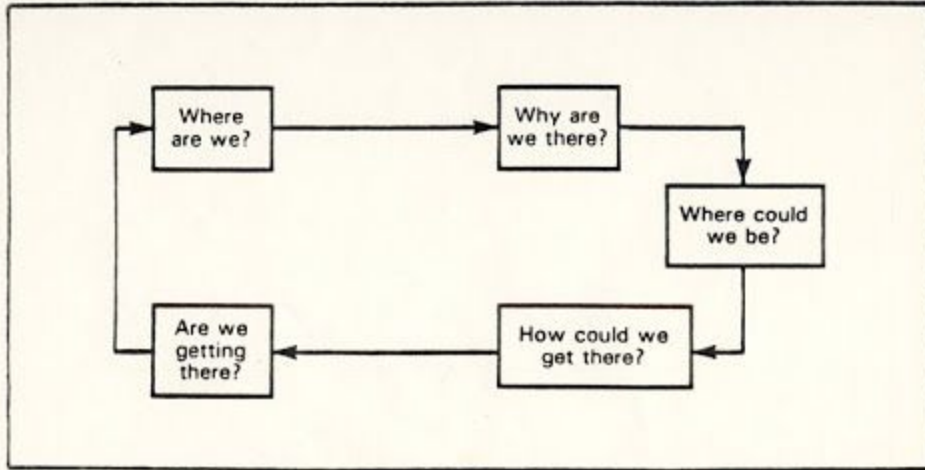 Where
are we?
Why are
we there?
Where could
we be?
How could we
get there?
Are we
getting
there?